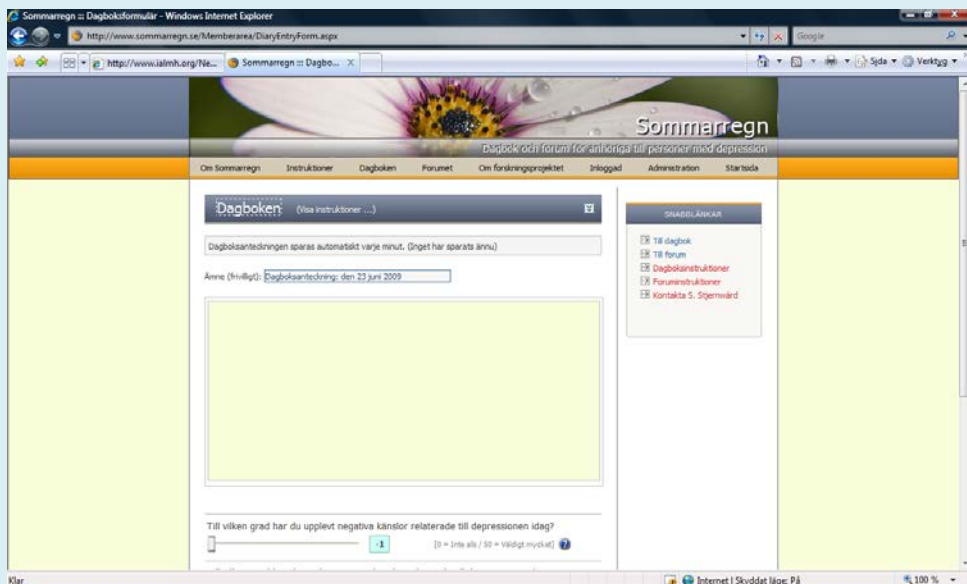 Sommarregn ::: Dagboksformulär - Windows Internet Explorer
http://www.sommarregn.se/Memberarea/DiaryEntryForm.aspx
Google
http://www.ialmh.org/Ne...
Sommarregn ::: Dagbo...
X
Sida
Verktyg
Sommarregn
Dagbok och forum för anhöriga till personer med depression
Om Sommarregn
Instruktioner
Dagboken
Forumet
Om forskningsprojektet
Inloggad
Administration
Startsida
Dagboken
(Visa instruktioner ...)
Dagboksanteckningen sparas automatiskt varje minut. (Inget har sparats ännu)
Ämne (frivilligt): Dagboksanteckning: den 23 juni 2009
Till vilken grad har du upplevt negativa känslor relaterade till depressionen idag?
-1
[0 = Inte alls / 50 = Väldigt mycket]
SNABBLÄNKAR
Till dagbok
Till forum
Dagboksinstruktioner
Foruminstruktioner
Kontakta S. Stjernwärd
Klar
Internet | Skyddat läge: På
100 %